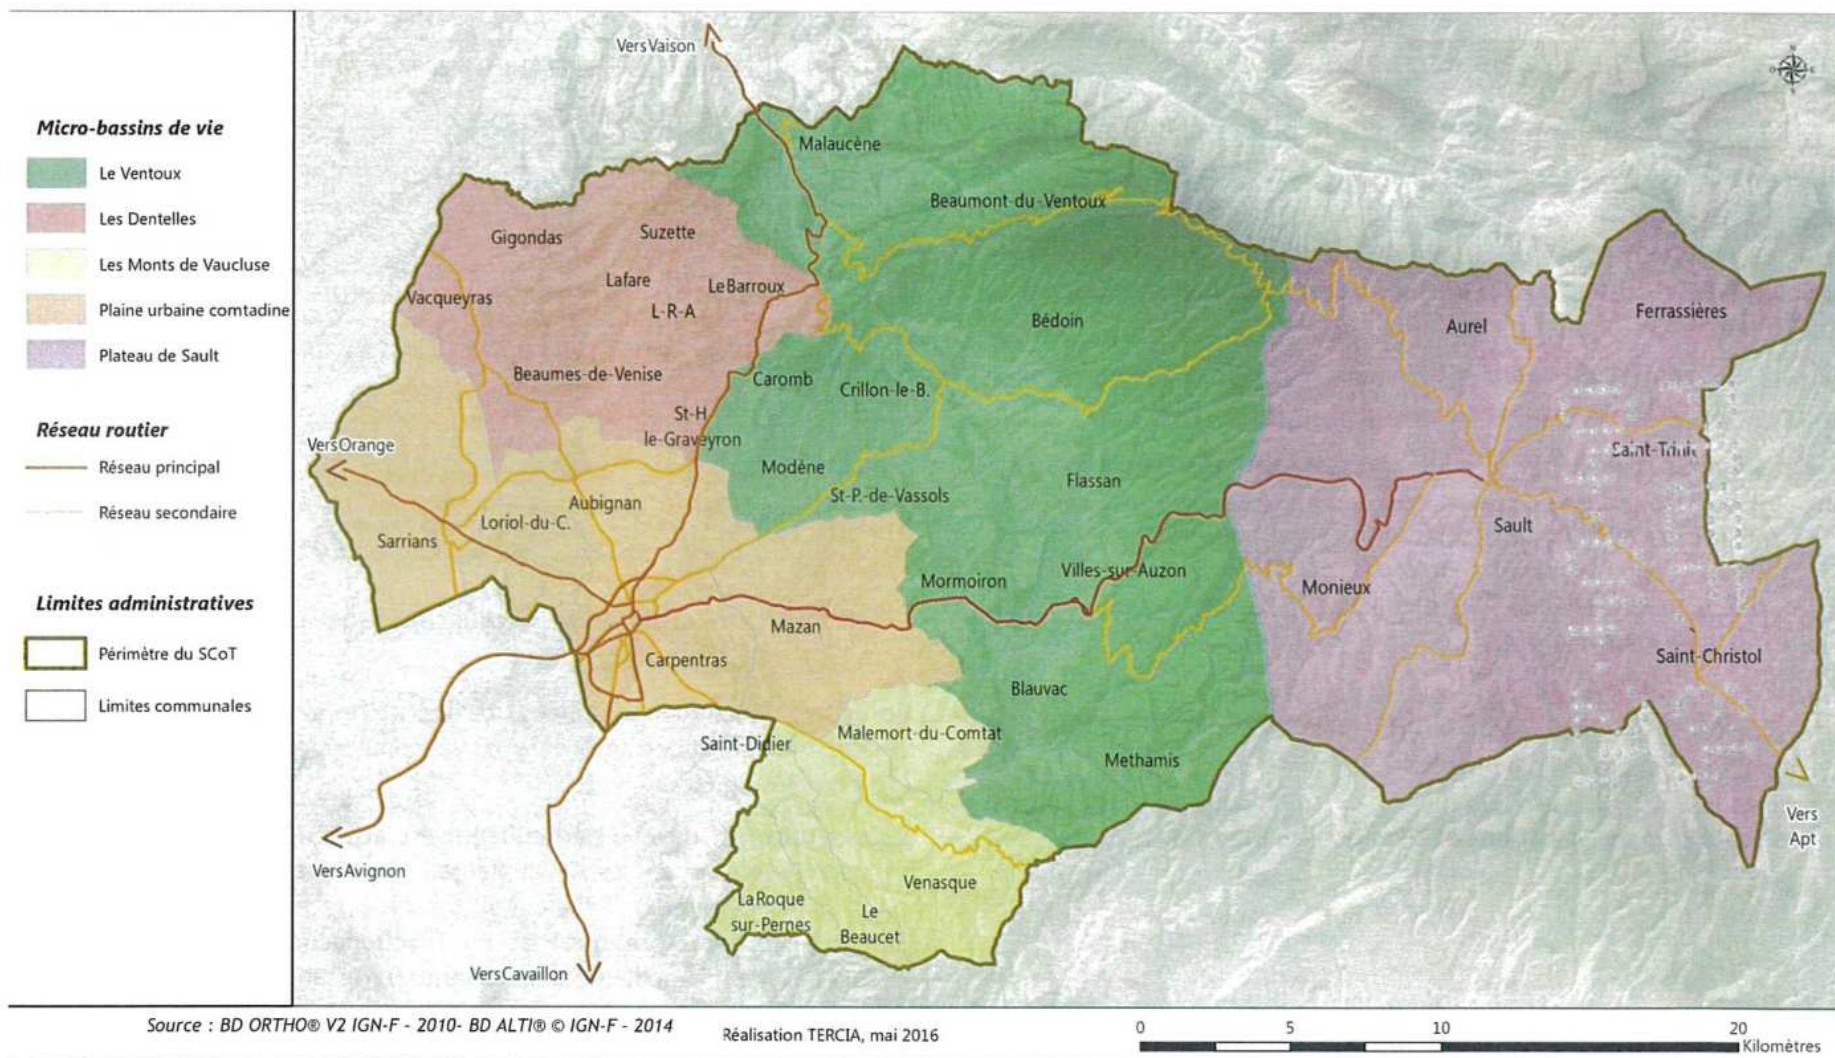 Micro-bassins de vie
Le Ventoux
Les Dentelles
Les Monts de Vaucluse
Plaine urbaine comtadine
Plateau de Sault
Réseau routier
Réseau principal
Réseau secondaire
Limites administratives
Périmètre du SCoT
Limites communales
Vers Vaison
Malaucène
Beaumont-du-Ventoux
Gigondas
Suzette
Lafare
Le Barroux
Vacqueyras
L-R-A
Bédoin
Aurel
Ferrassières
Beaumes-de-Venise
Caromb
Crillon-le-B.
St-H.
le-Graveyron
Vers Orange
Modène
St-P.-de-Vassols
Flassan
Saint-Trinit
Aubignan
Loriol-du-C.
Sarrians
Sault
Mormoiron
Villes-sur-Auzon
Monieux
Mazan
Carpentras
Saint-Christol
Blauvac
Malemort-du-Comtat
Saint-Didier
Methamis
Vers
Apt
Vers Avignon
Venasque
La Roque
sur-Pernes
Le
Beaucet
Vers Cavaillon
N
O
E
S
Source : BD ORTHO® V2 IGN-F - 2010- BD ALTI® © IGN-F - 2014
Réalisation TERCIA, mai 2016
0 5 10 20
Kilomètres